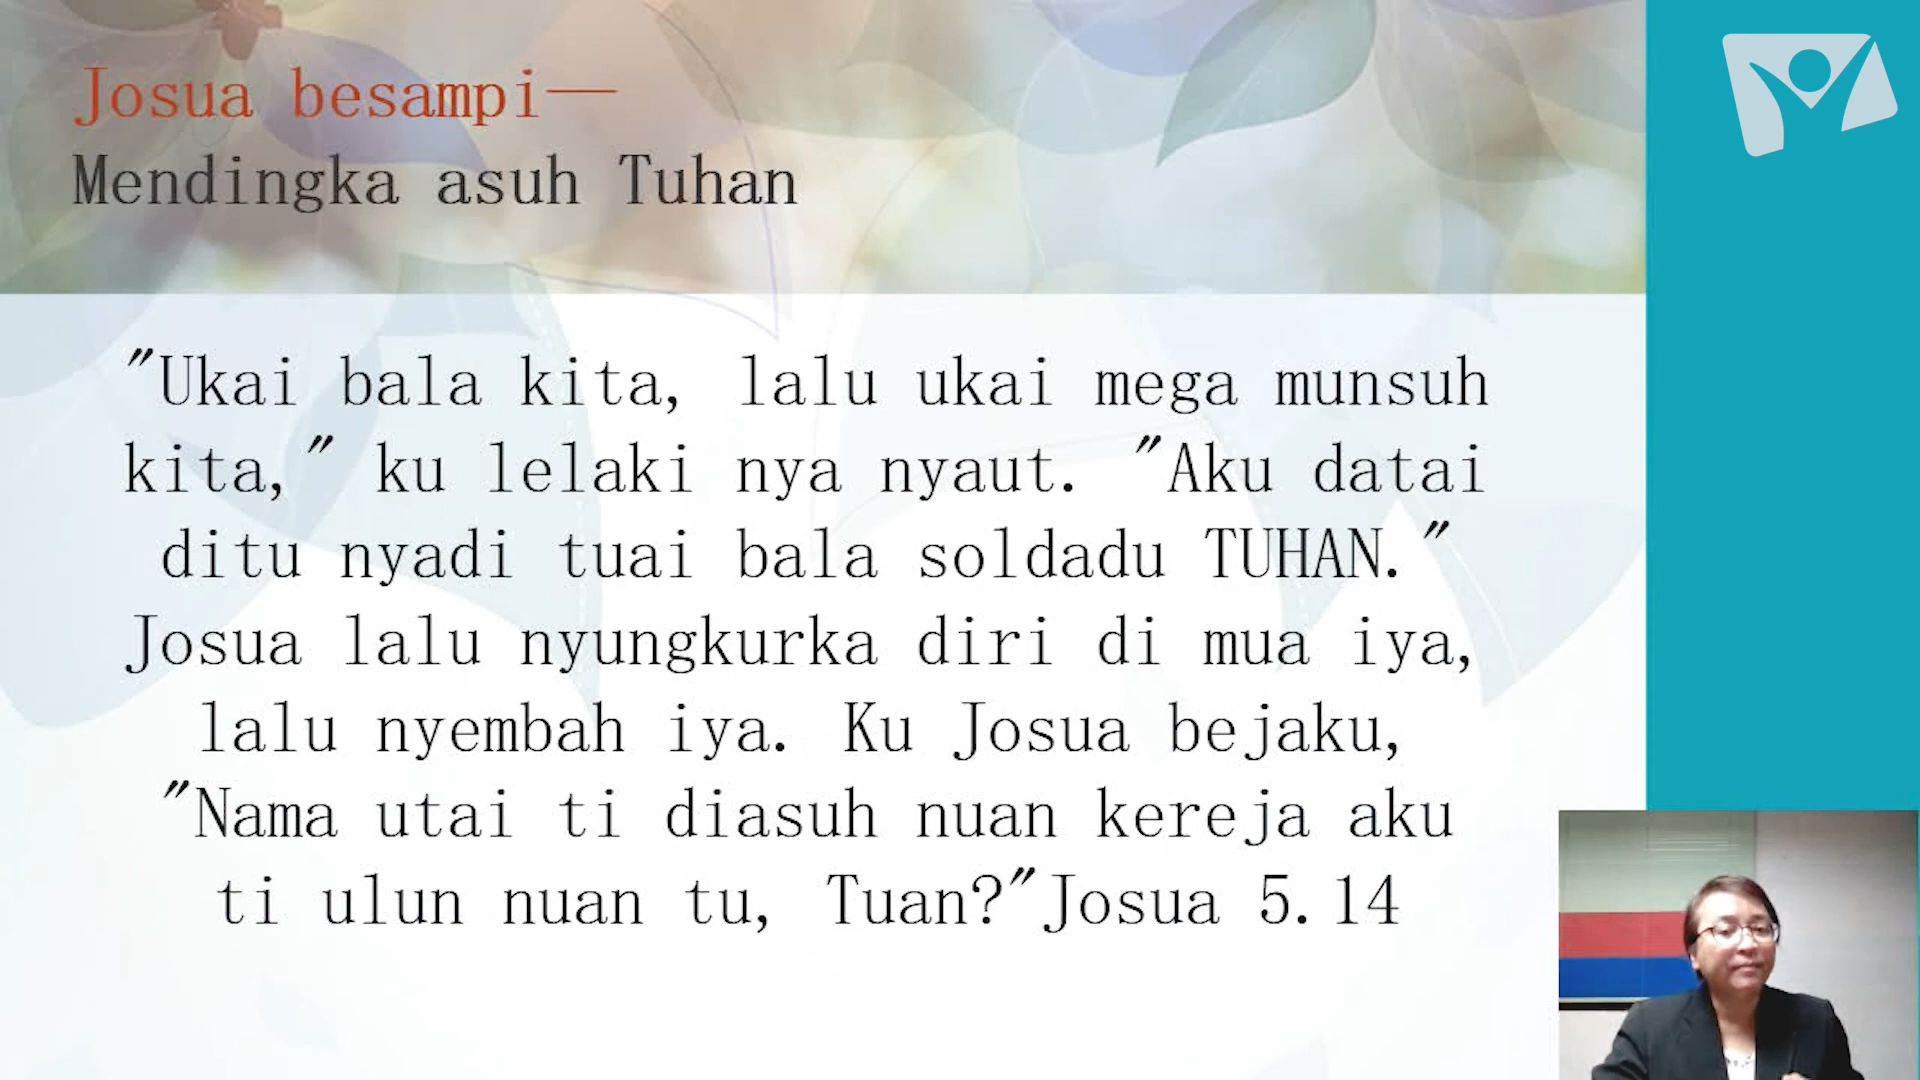 Josua besampi—
Mendingka asuh Tuhan
"Ukai bala kita, lalu ukai mega munsuh
kita," ku lelaki nya nyaut. "Aku datai
ditu nyadi tuai bala soldadu TUHAN."
Josua lalu nyungkurka diri di mua iya,
lalu nyembah iya. Ku Josua bejaku,
"Nama utai ti diasuh nuan kereja aku
ti ulun nuan tu, Tuan?"Josua 5.14